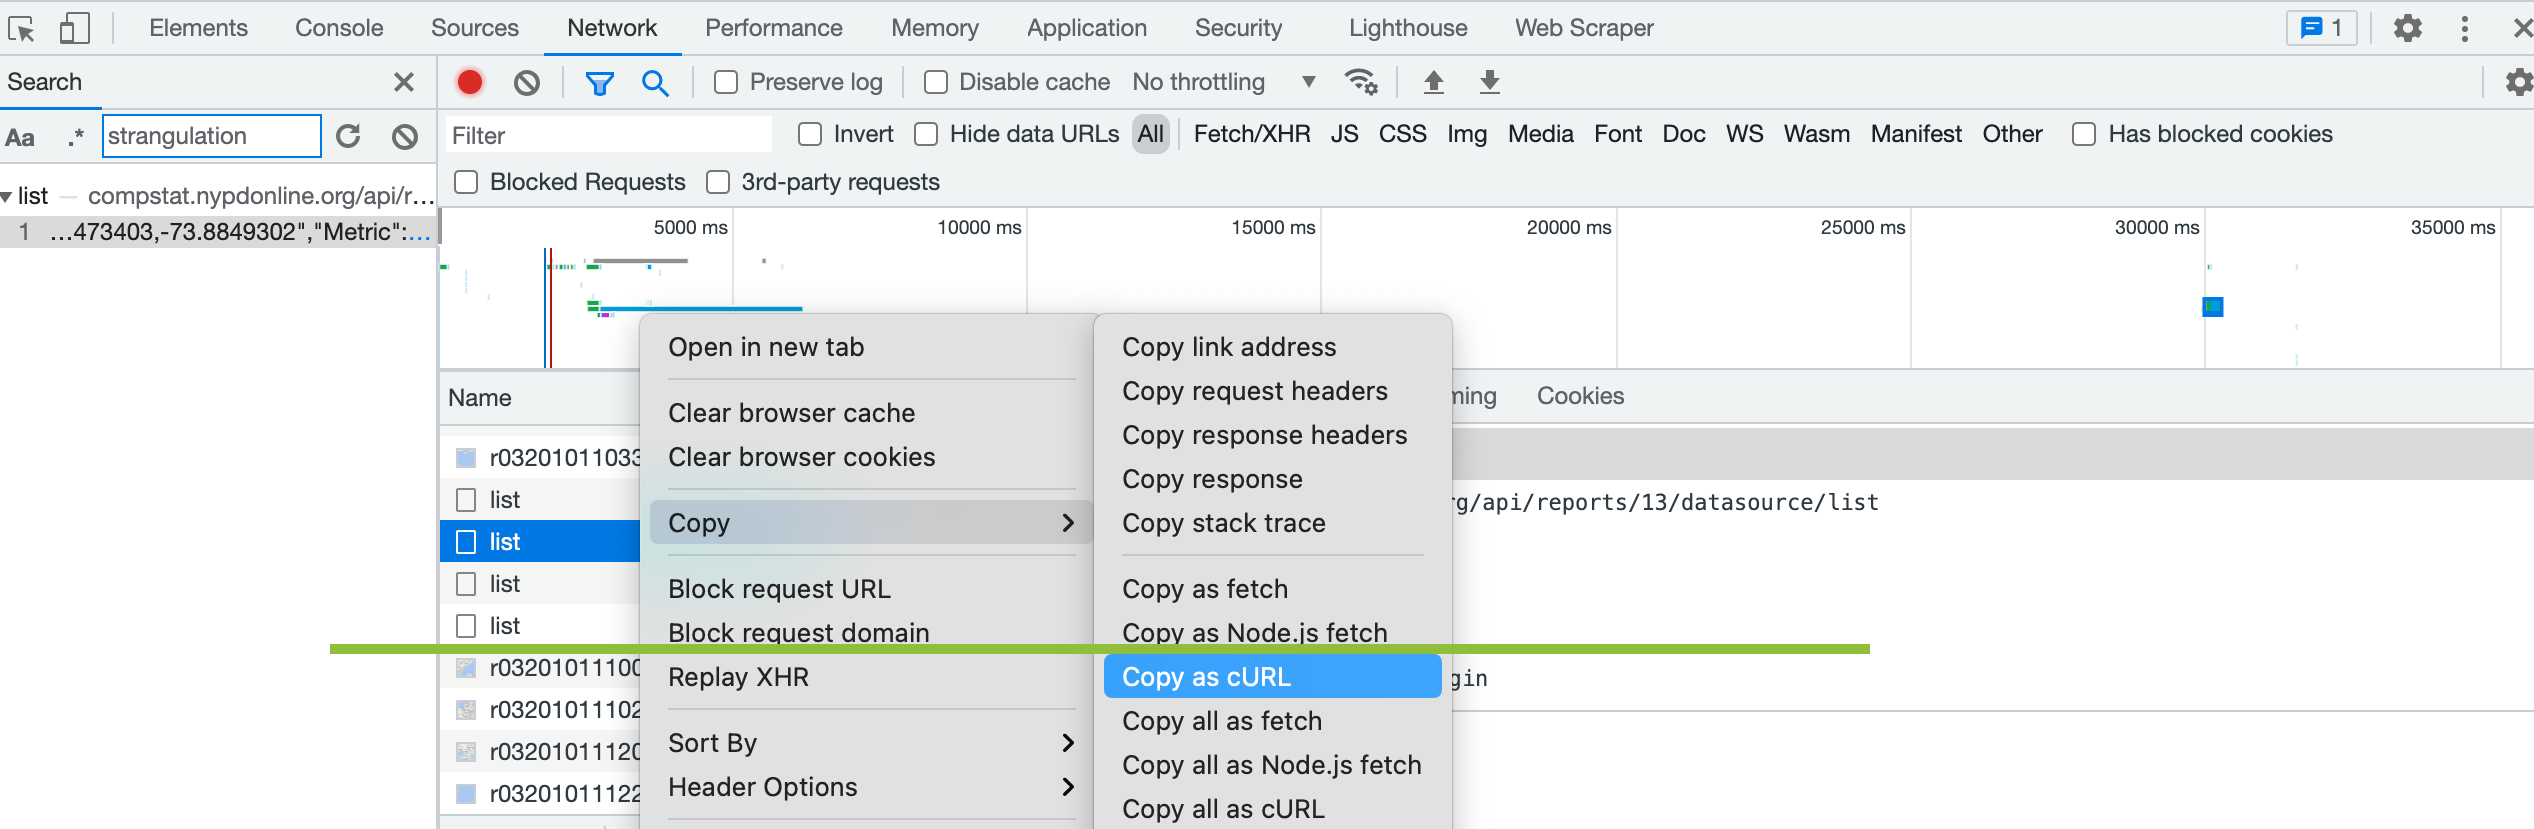 Elements Console Sources Network Performance Memory Application Security Lighthouse Web Scraper 1
Search
Preserve log Disable cache No throttling
Aa .* strangulation
Filter Invert Hide data URLs All Fetch/XHR JS CSS Img Media Font Doc WS Wasm Manifest Other Has blocked cookies
Blocked Requests 3rd-party requests
list — compstat.nypdonline.org/api/r...
1 ...473403,-73.8849302","Metric":...
5000 ms 10000 ms 15000 ms 20000 ms 25000 ms 30000 ms 35000 ms
Name
ming Cookies
r03201011033
list
list
list
list
r03201011100
r03201011102
r03201011120
r03201011122
Open in new tab
Clear browser cache
Clear browser cookies
Copy
Block request URL
Block request domain
Replay XHR
Sort By
Header Options
Copy link address
Copy request headers
Copy response headers
Copy response
Copy stack trace
Copy as fetch
Copy as Node.js fetch
Copy as cURL
Copy all as fetch
Copy all as Node.js fetch
Copy all as cURL
rg/api/reports/13/datasource/list
gin